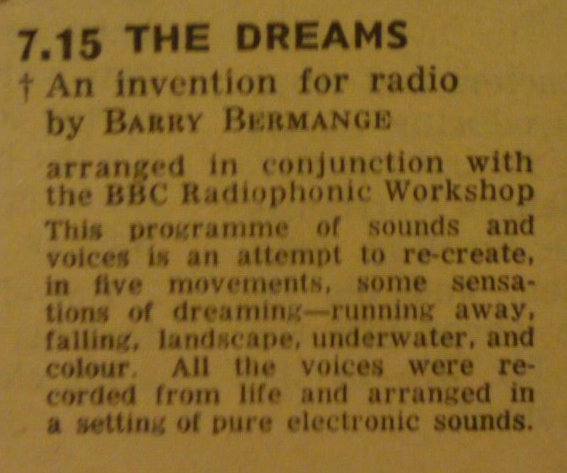 7.15 THE DREAMS
† An invention for radio
by BARRY BERMANGE
arranged in conjunction with
the BBC Radiophonic Workshop
This programme of sounds and
voices is an attempt to re-create,
in five movements, some sensa-
tions of dreaming—running away,
falling, landscape, underwater, and
colour. All the voices were re-
corded from life and arranged in
a setting of pure electronic sounds.